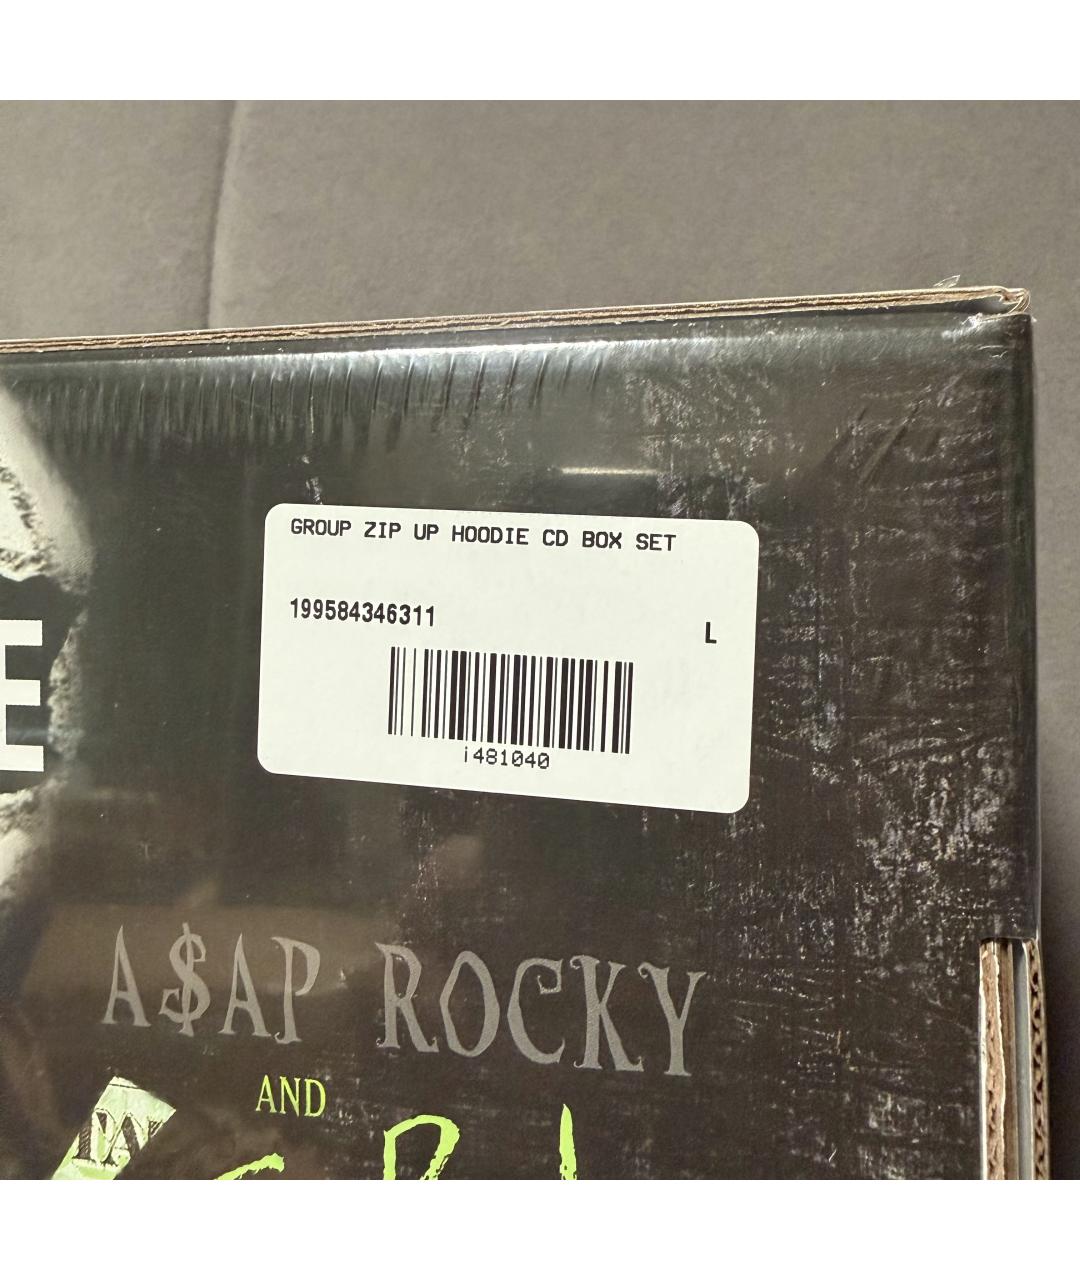 GROUP ZIP UP HOODIE CD BOX SET
199584346311
L
i481040
E
A$AP ROCKY
AND